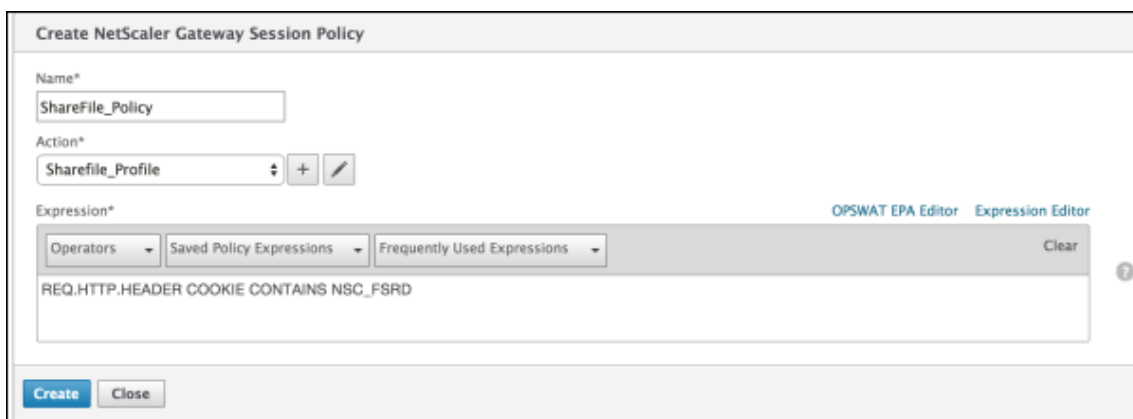 Create NetScaler Gateway Session Policy
Name*
ShareFile_Policy
Action*
Sharefile_Profile +
Expression* OPSWAT EPA Editor Expression Editor
Operators Saved Policy Expressions Frequently Used Expressions Clear
?
REQ.HTTP.HEADER COOKIE CONTAINS NSC_FSRD
Create Close